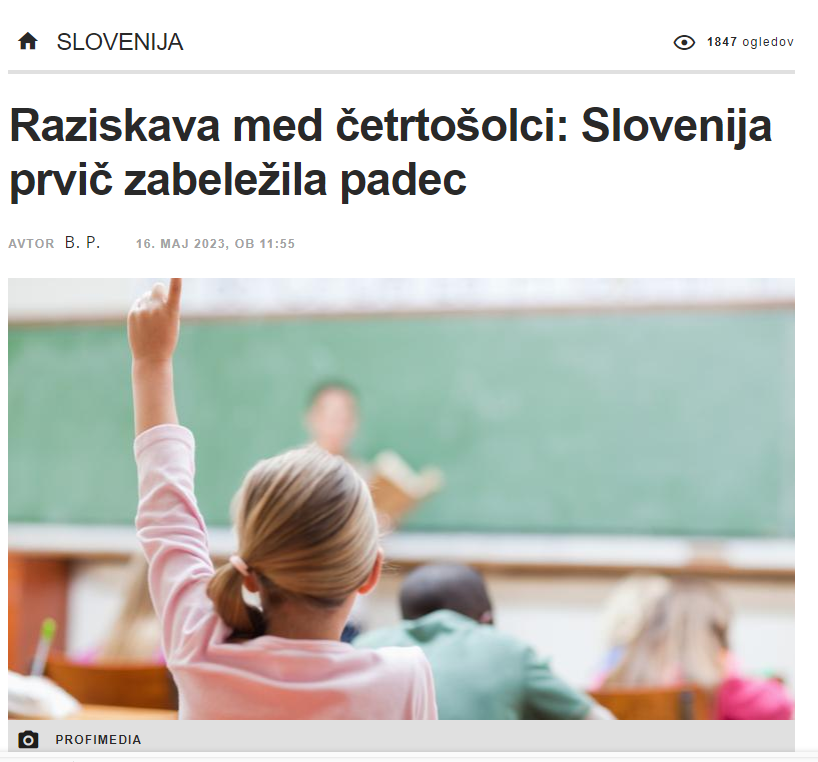 SLOVENIJA
1847 ogledov
Raziskava med četrtošolci: Slovenija
prvič zabeležila padec
AVTOR B. P. 16. MAJ 2023, OB 11:55
PROFIMEDIA